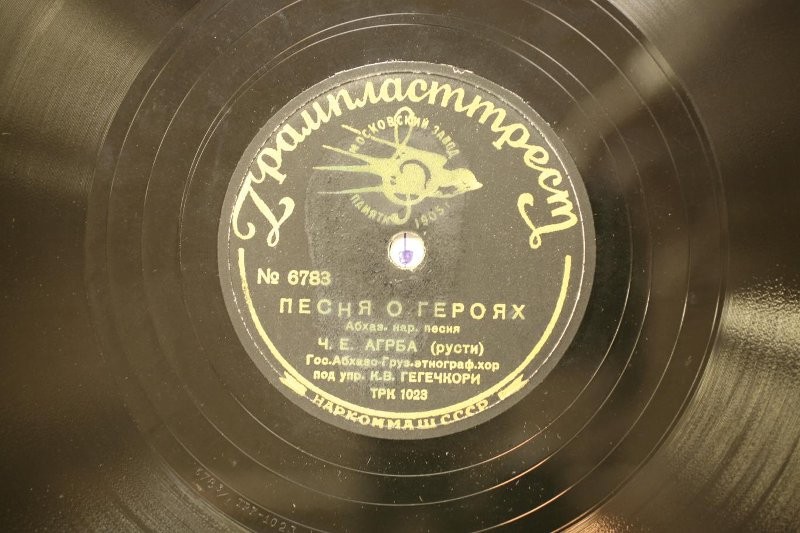 Грампласттрест
МОСКОВСКИЙ ЗАВОД
ПАМЯТИ 1905 г.
№ 6783
ПЕСНЯ О ГЕРОЯХ
Абхаз. нар. песня
Ч. Е. АГРБА (русти)
Гос. Абхазо-Груз. этнограф. хор
под упр. К.В. ГЕГЕЧКОРИ
ТРК 1023
НАРКОММАШ СССР